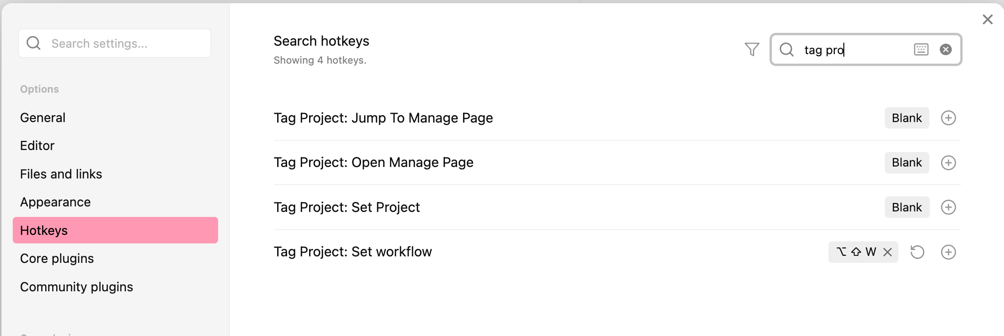 Search settings...
Options
General
Editor
Files and links
Appearance
Hotkeys
Core plugins
Community plugins
Search hotkeys
Showing 4 hotkeys.
tag pro
Tag Project: Jump To Manage Page
Blank
Tag Project: Open Manage Page
Blank
Tag Project: Set Project
Blank
Tag Project: Set workflow
⌥ ⇧ W